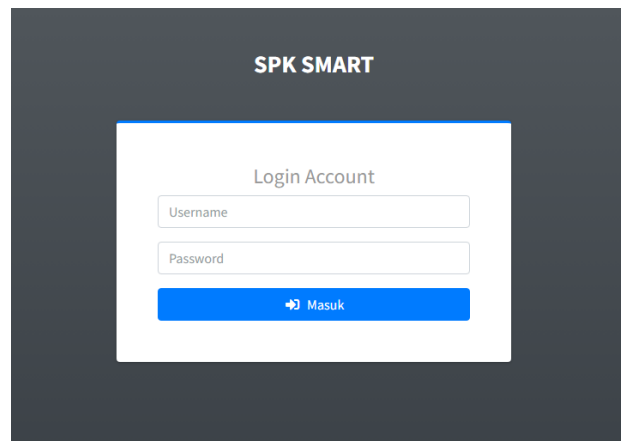 SPK SMART
Login Account
Username
Password
Masuk